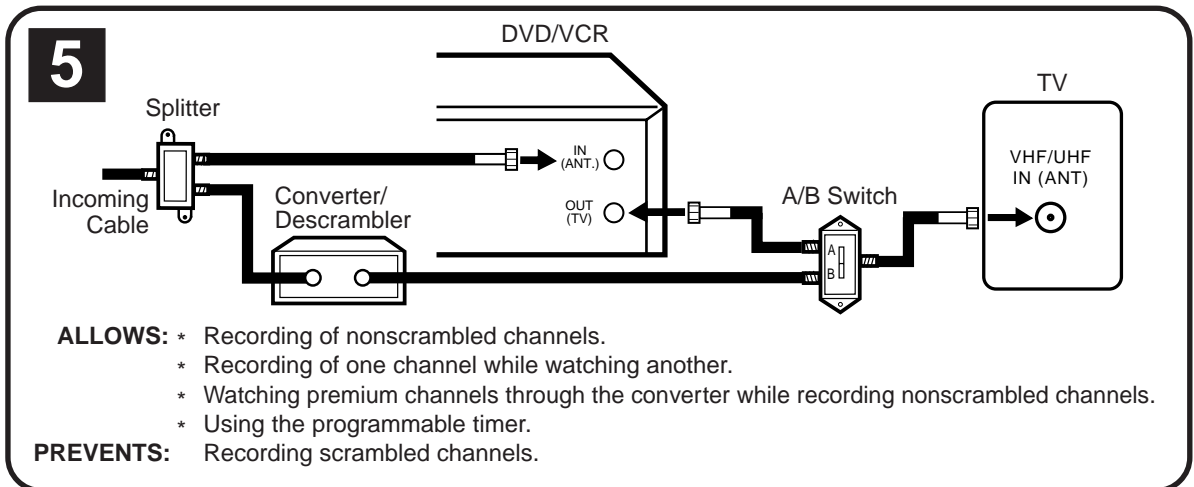 5
DVD/VCR
TV
Splitter
IN
(ANT.)
VHF/UHF
IN (ANT)
Incoming
Cable
Converter/
Descrambler
OUT
(TV)
A/B Switch
A
B
ALLOWS: * Recording of nonscrambled channels.
* Recording of one channel while watching another.
* Watching premium channels through the converter while recording nonscrambled channels.
* Using the programmable timer.
PREVENTS: Recording scrambled channels.